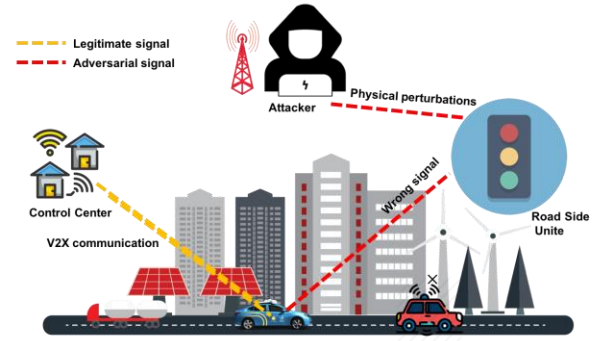 Legitimate signal
Adversarial signal
Attacker
Physical perturbations
Wrong signal
Control Center
V2X communication
Road Side
Unite